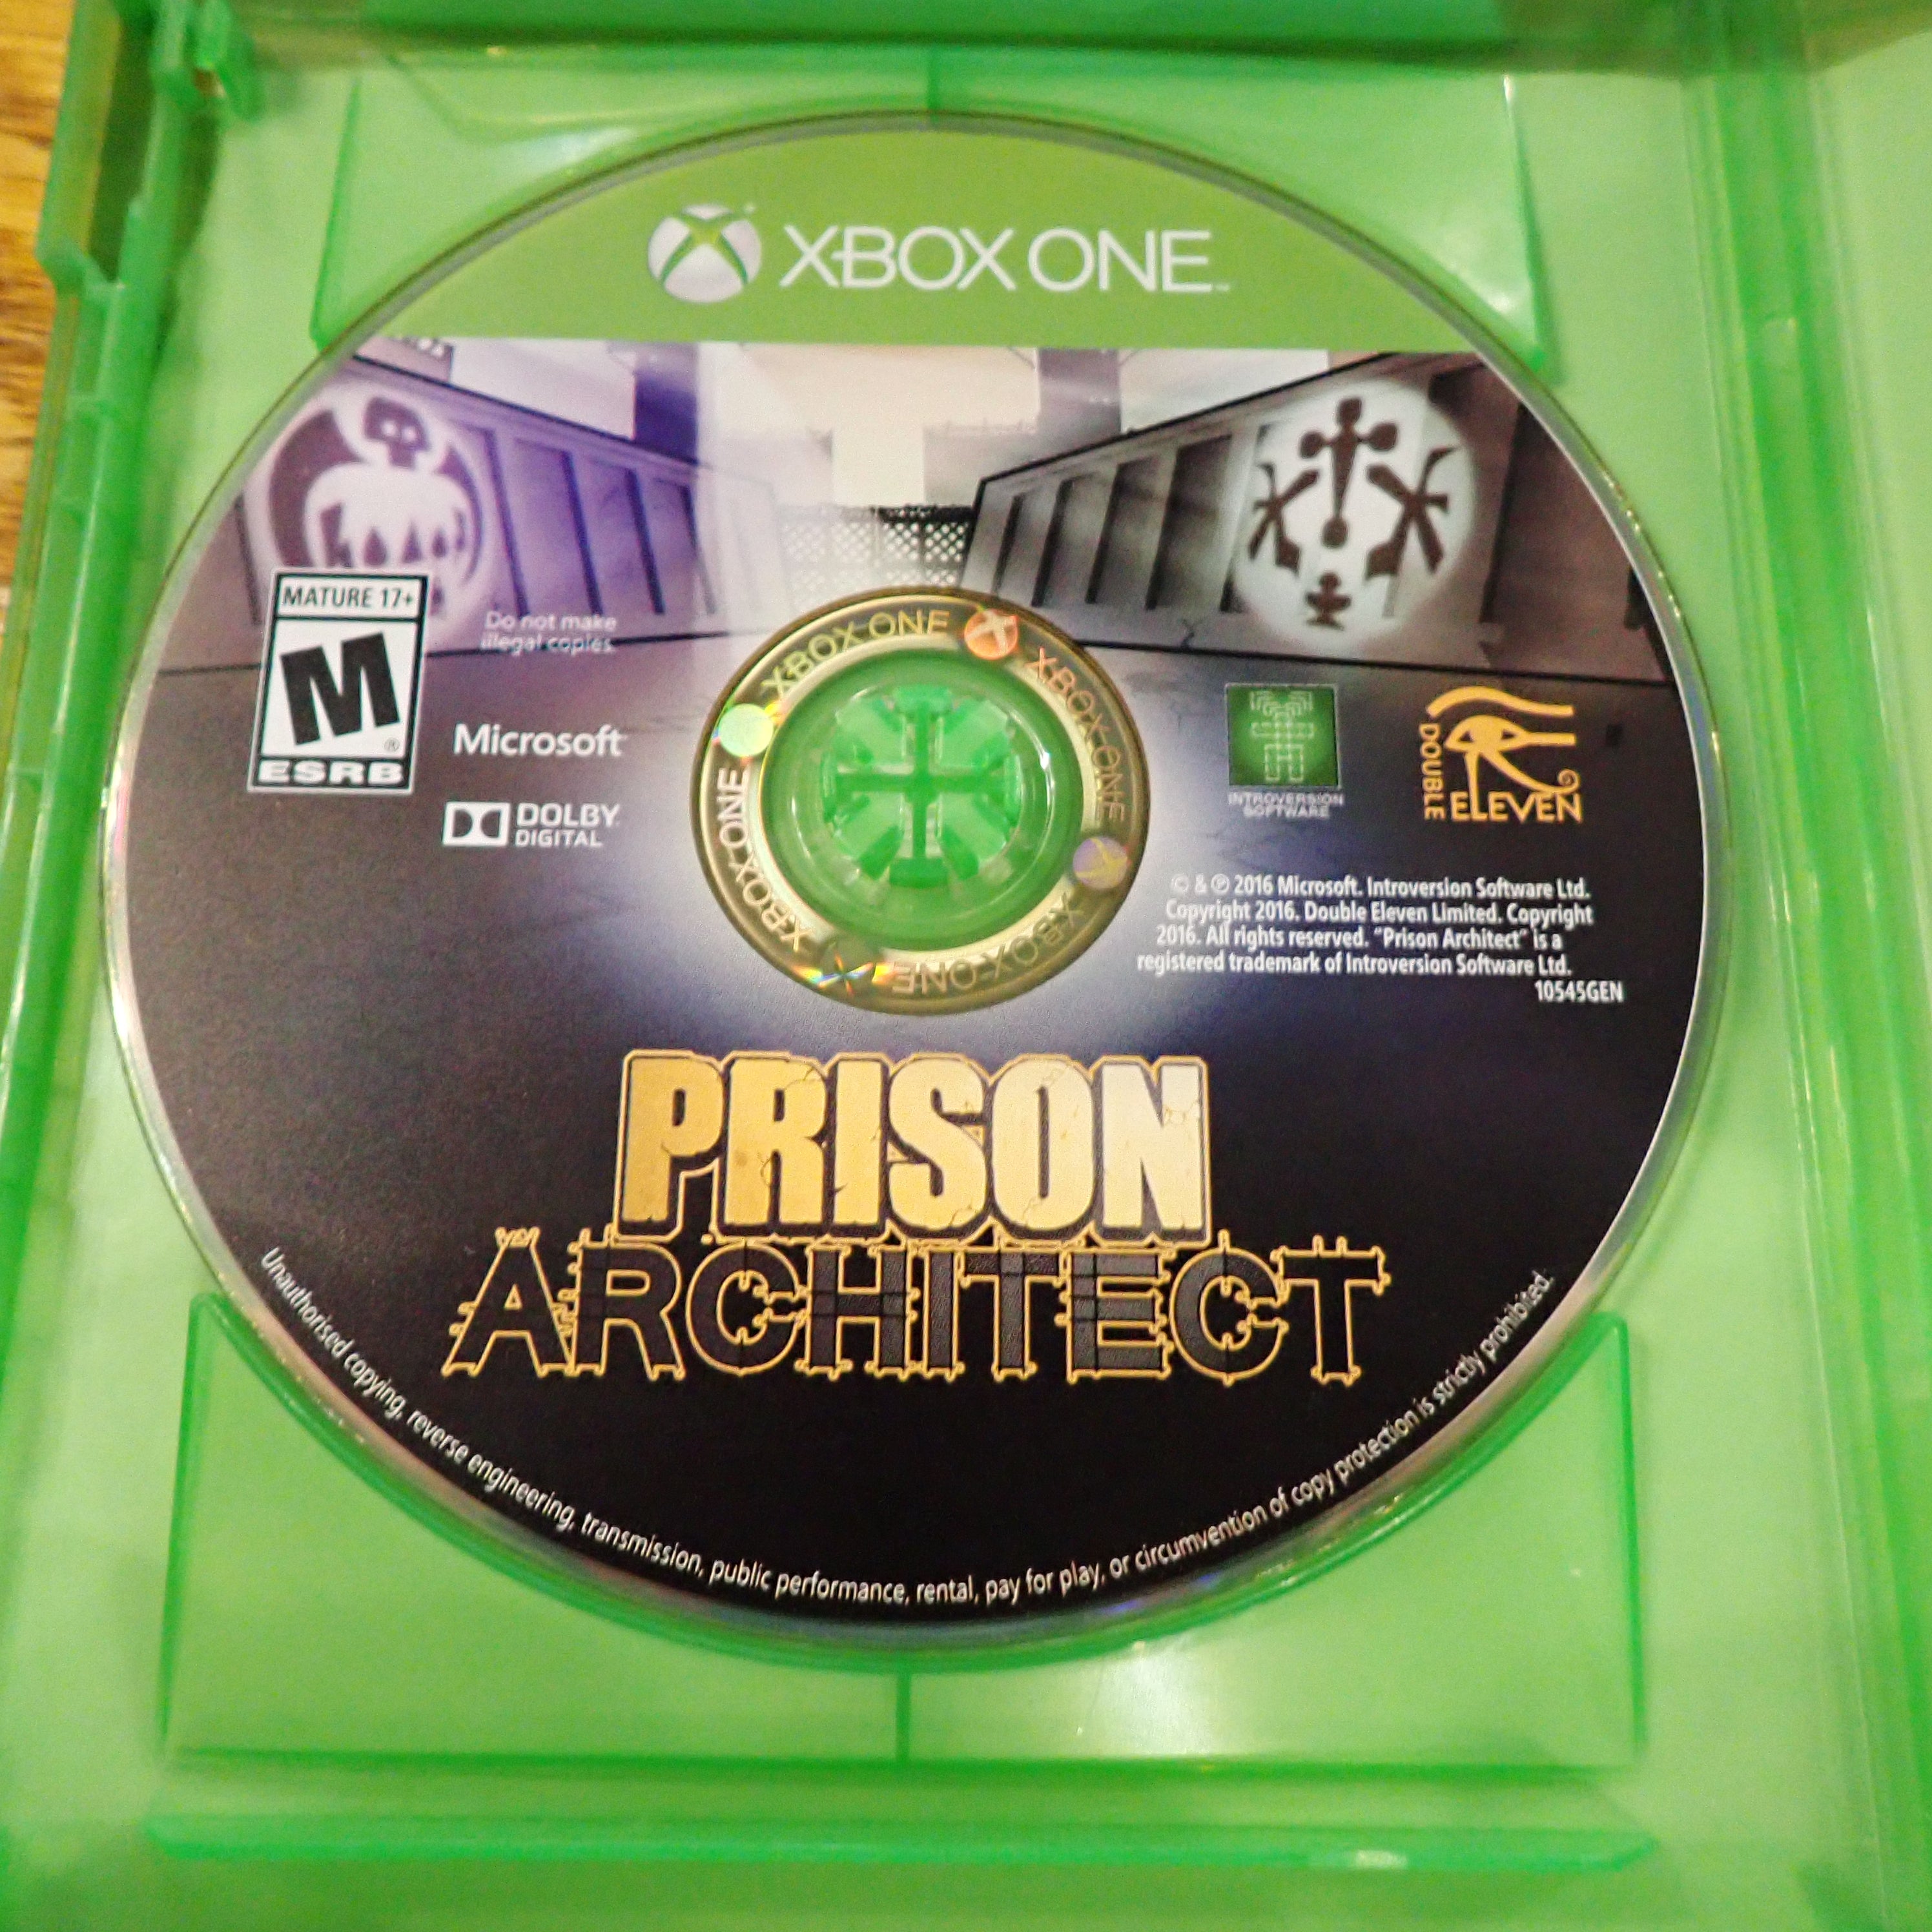 XBOX ONE™
MATURE 17+
M®
ESRB
Do not make
illegal copies.
Microsoft
DOLBY
DIGITAL
XBOX ONE
XBOX ONE
XBOX ONE
XBOX ONE
XBOX ONE
INTROVERSION
SOFTWARE
DOUBLE
ELEVEN
© & ℗ 2016 Microsoft. Introversion Software Ltd.
Copyright 2016. Double Eleven Limited. Copyright
2016. All rights reserved. "Prison Architect" is a
registered trademark of Introversion Software Ltd.
10545GEN
PRISON
ARCHITECT
Unauthorised copying, reverse engineering, transmission, public performance, rental, pay for play, or circumvention of copy protection is strictly prohibited.